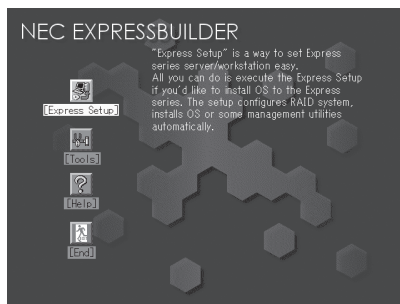 NEC EXPRESSBUILDER
"Express Setup" is a way to set Express
series server/workstation easy.
All you can do is execute the Express Setup
if you'd like to install OS to the Express
series. The setup configures RAID system,
installs OS or some management utilities
automatically.
[Express Setup]
[Tools]
[Help]
[End]